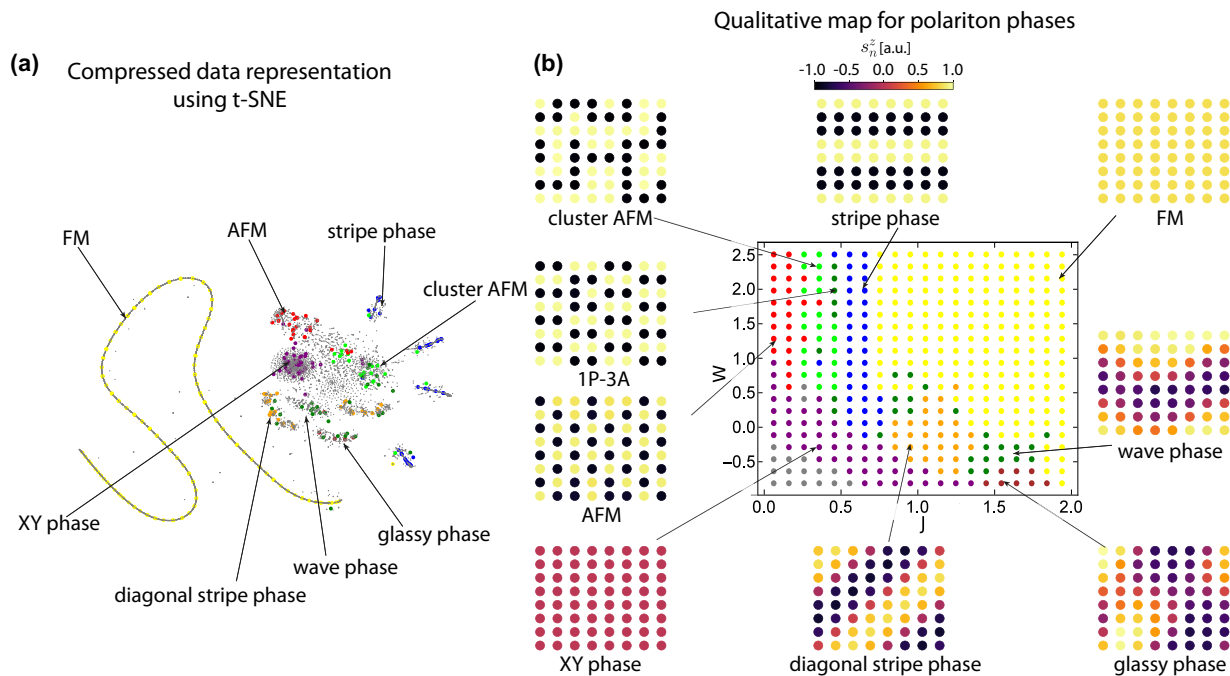 Qualitative map for polariton phases
(a)
Compressed data representation
using t-SNE
FM
AFM
stripe phase
cluster AFM
XY phase
diagonal stripe phase
wave phase
glassy phase
(b)
s_n^z [a.u.]
-1.0 -0.5 0.0 0.5 1.0
cluster AFM
stripe phase
FM
1P-3A
AFM
wave phase
2.5
2.0
1.5
1.0
0.5
0.0
−0.5
W
0.0 0.5 1.0 1.5 2.0
J
XY phase
diagonal stripe phase
glassy phase